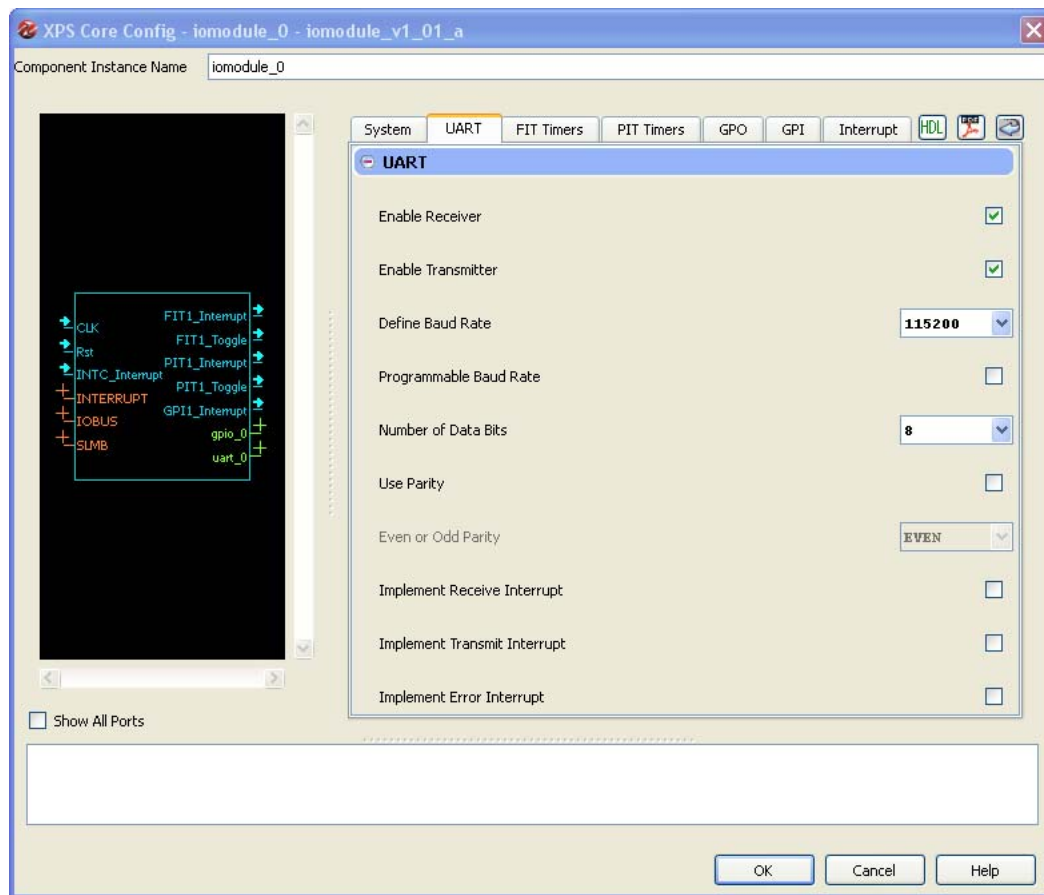 XPS Core Config - iomodule_0 - iomodule_v1_01_a
Component Instance Name iomodule_0
System UART FIT Timers PIT Timers GPO GPI Interrupt HDL
UART
Enable Receiver
Enable Transmitter
Define Baud Rate 115200
Programmable Baud Rate
Number of Data Bits 8
Use Parity
Even or Odd Parity EVEN
Implement Receive Interrupt
Implement Transmit Interrupt
Implement Error Interrupt
CLK
Rst
INTC_Interrupt
INTERRUPT
IOBUS
SLMB
FIT1_Interrupt
FIT1_Toggle
PIT1_Interrupt
PIT1_Toggle
GPI1_Interrupt
gpio_0
uart_0
Show All Ports
OK Cancel Help